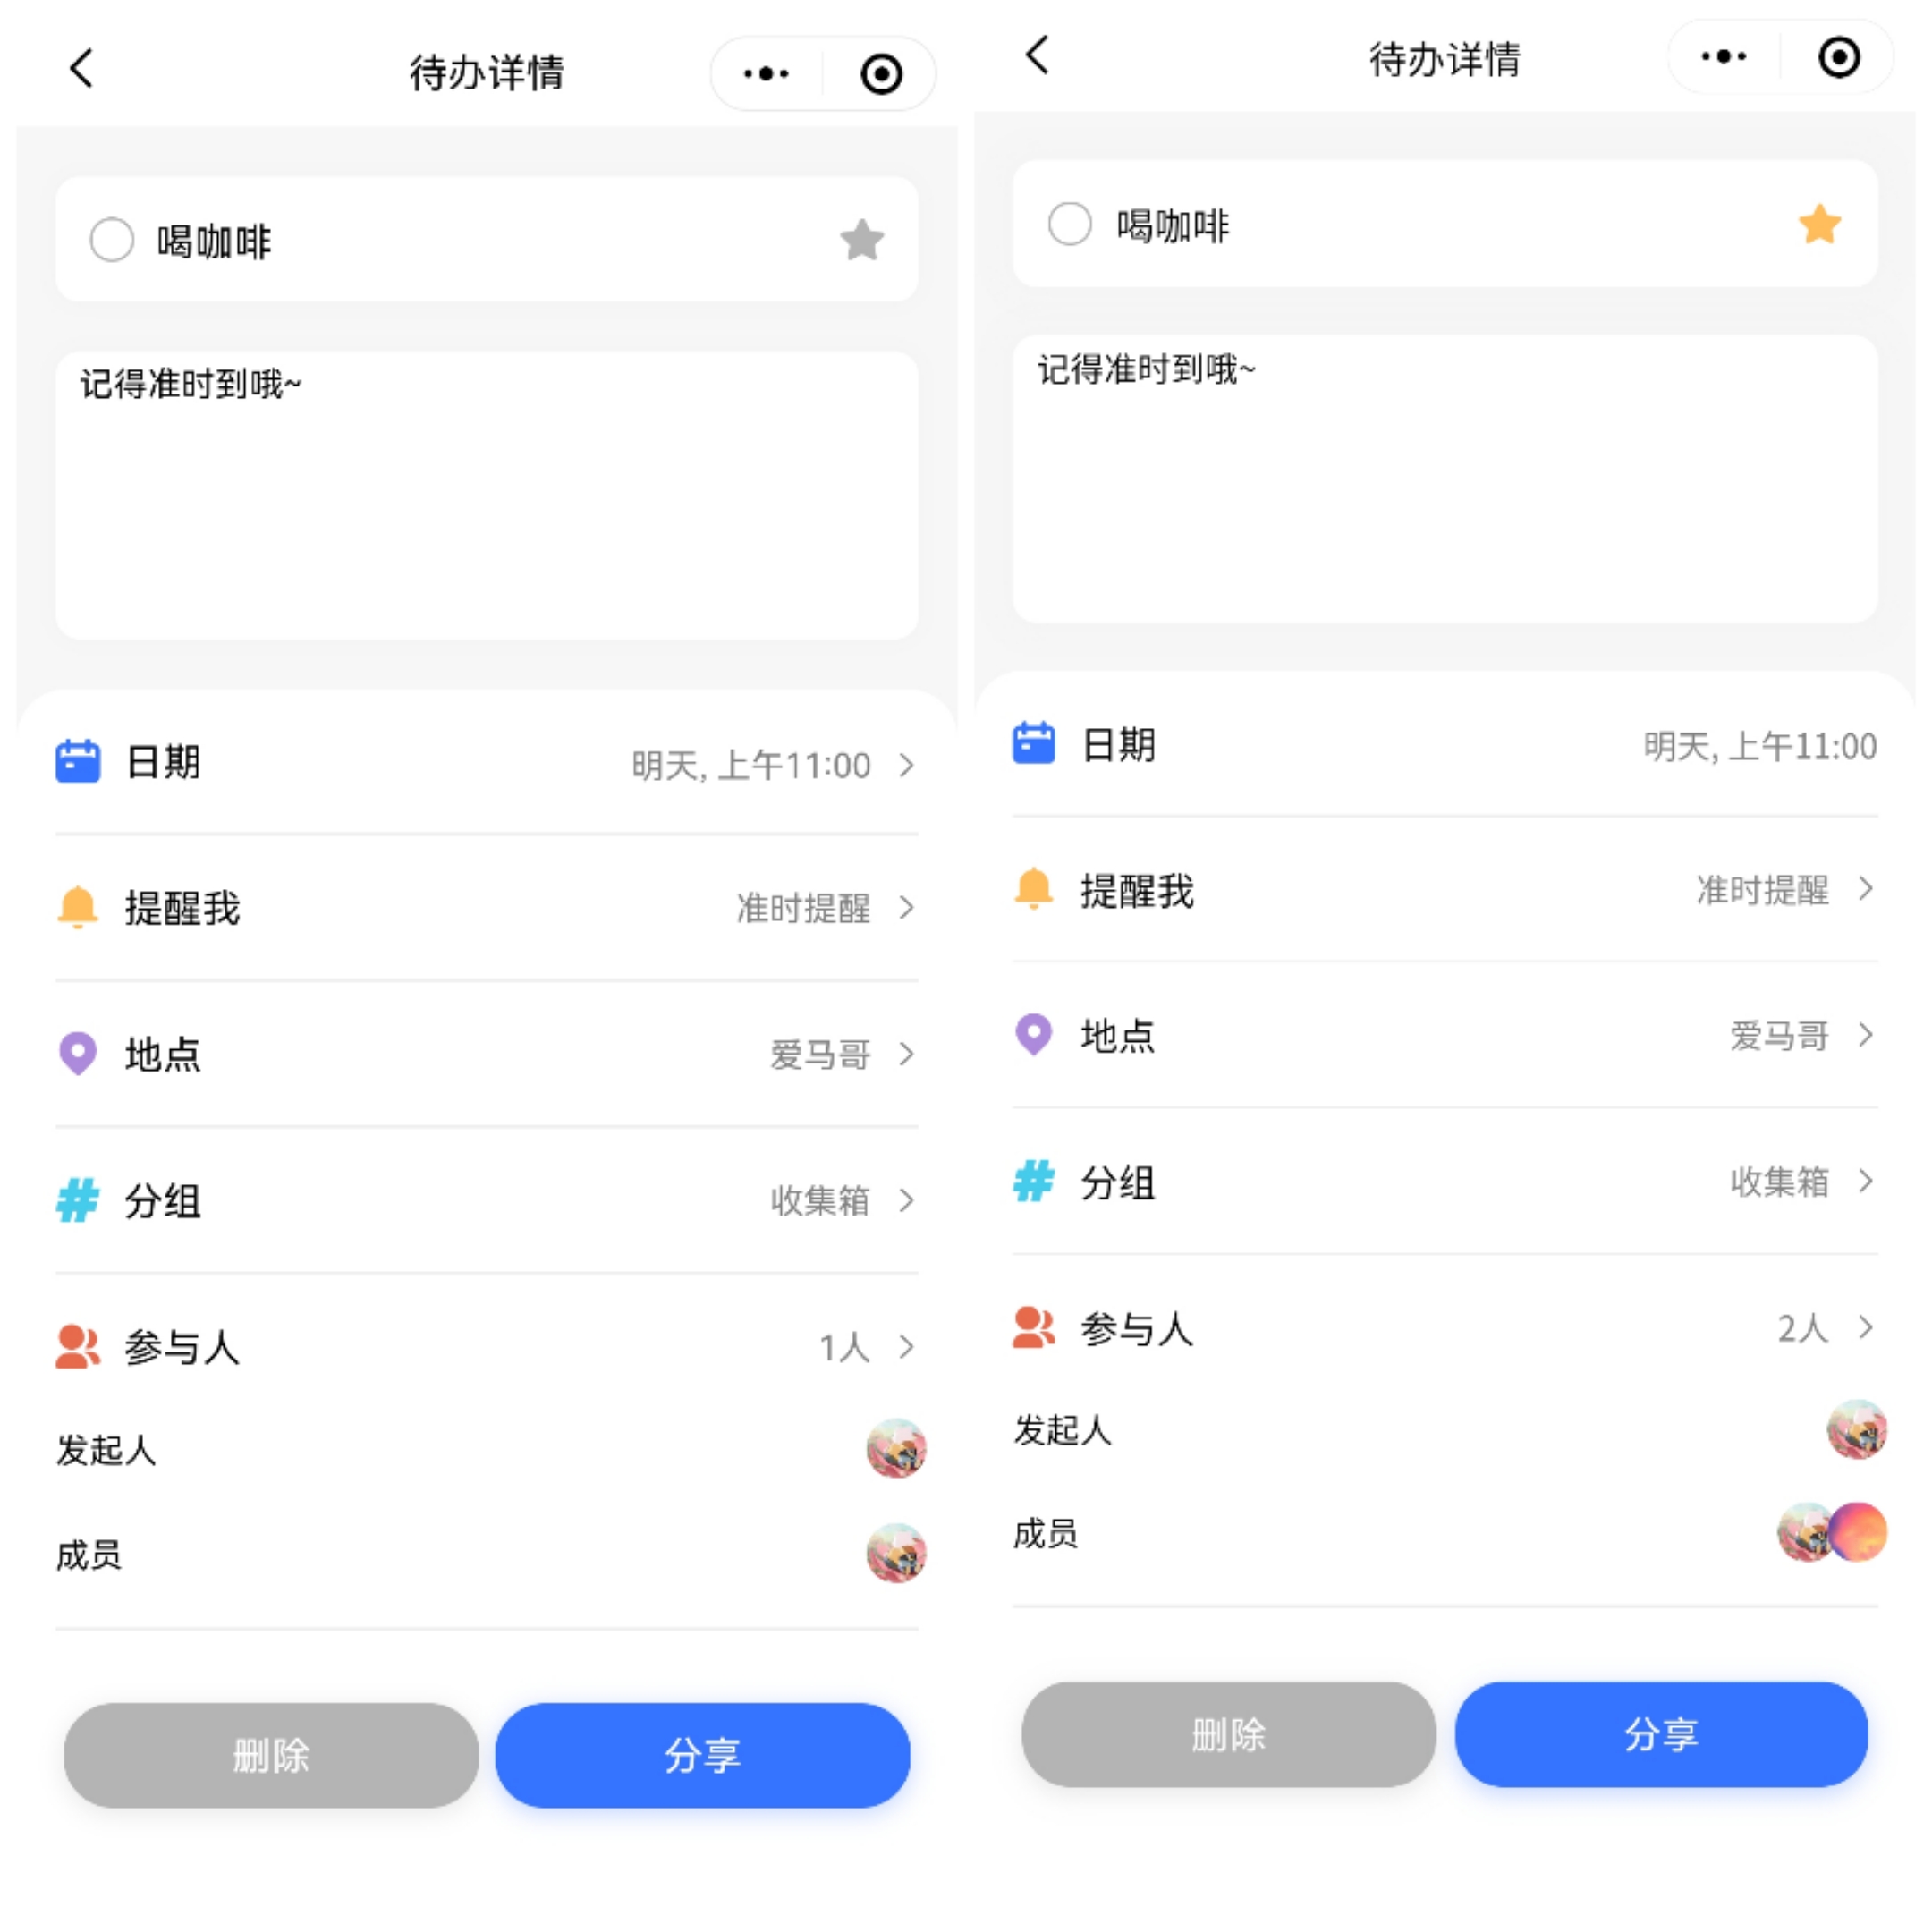 待办详情
喝咖啡
记得准时到哦~
日期
明天, 上午11:00
提醒我
准时提醒
地点
爱马哥
分组
收集箱
参与人
1人
发起人
成员
删除
分享
待办详情
喝咖啡
记得准时到哦~
日期
明天, 上午11:00
提醒我
准时提醒
地点
爱马哥
分组
收集箱
参与人
2人
发起人
成员
删除
分享